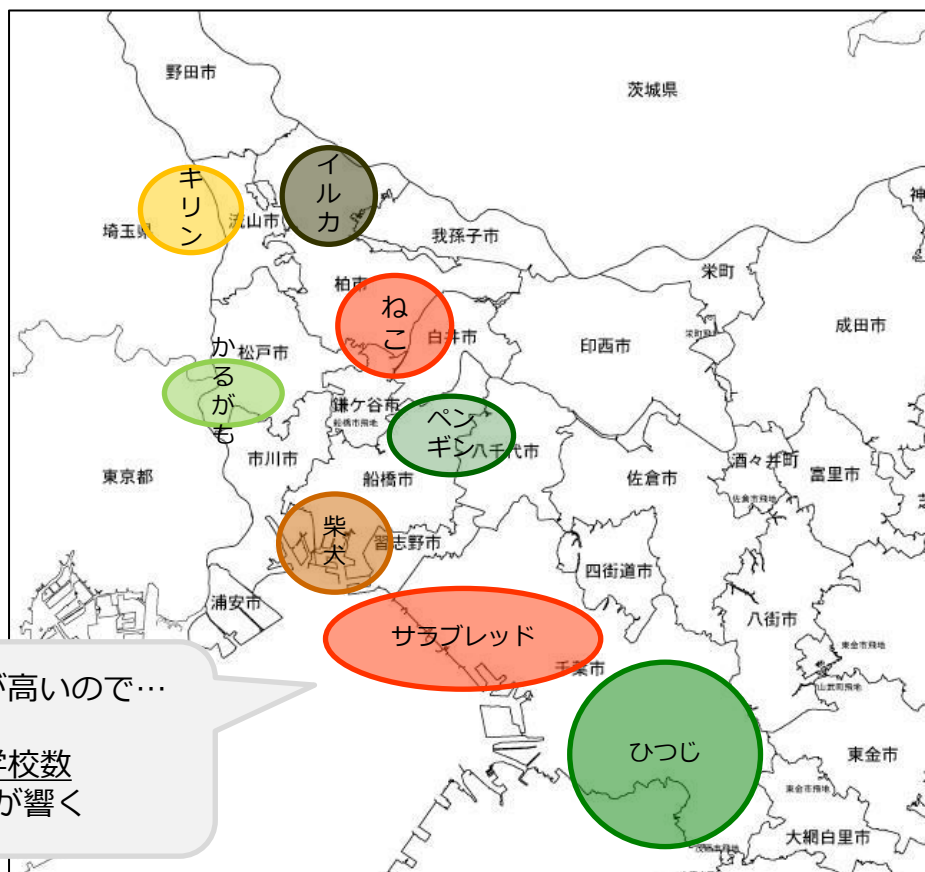 野田市
茨城県
キリン
イルカ
埼玉県
流山市
我孫子市
神
栄町
柏市
ねこ
白井市
印西市
成田市
松戸市
かるがも
鎌ケ谷市
船橋市飛地
ペン
ギン
八千代市
市川市
船橋市
佐倉市
酒々井町
富里市
佐倉市飛地
東京都
柴犬
習志野市
四街道市
浦安市
八街市
サラブレッド
千葉市
東金市飛地
山武町飛地
が高いので…
学校数
が響く
ひつじ
東金市
東金市飛地
大網白里市